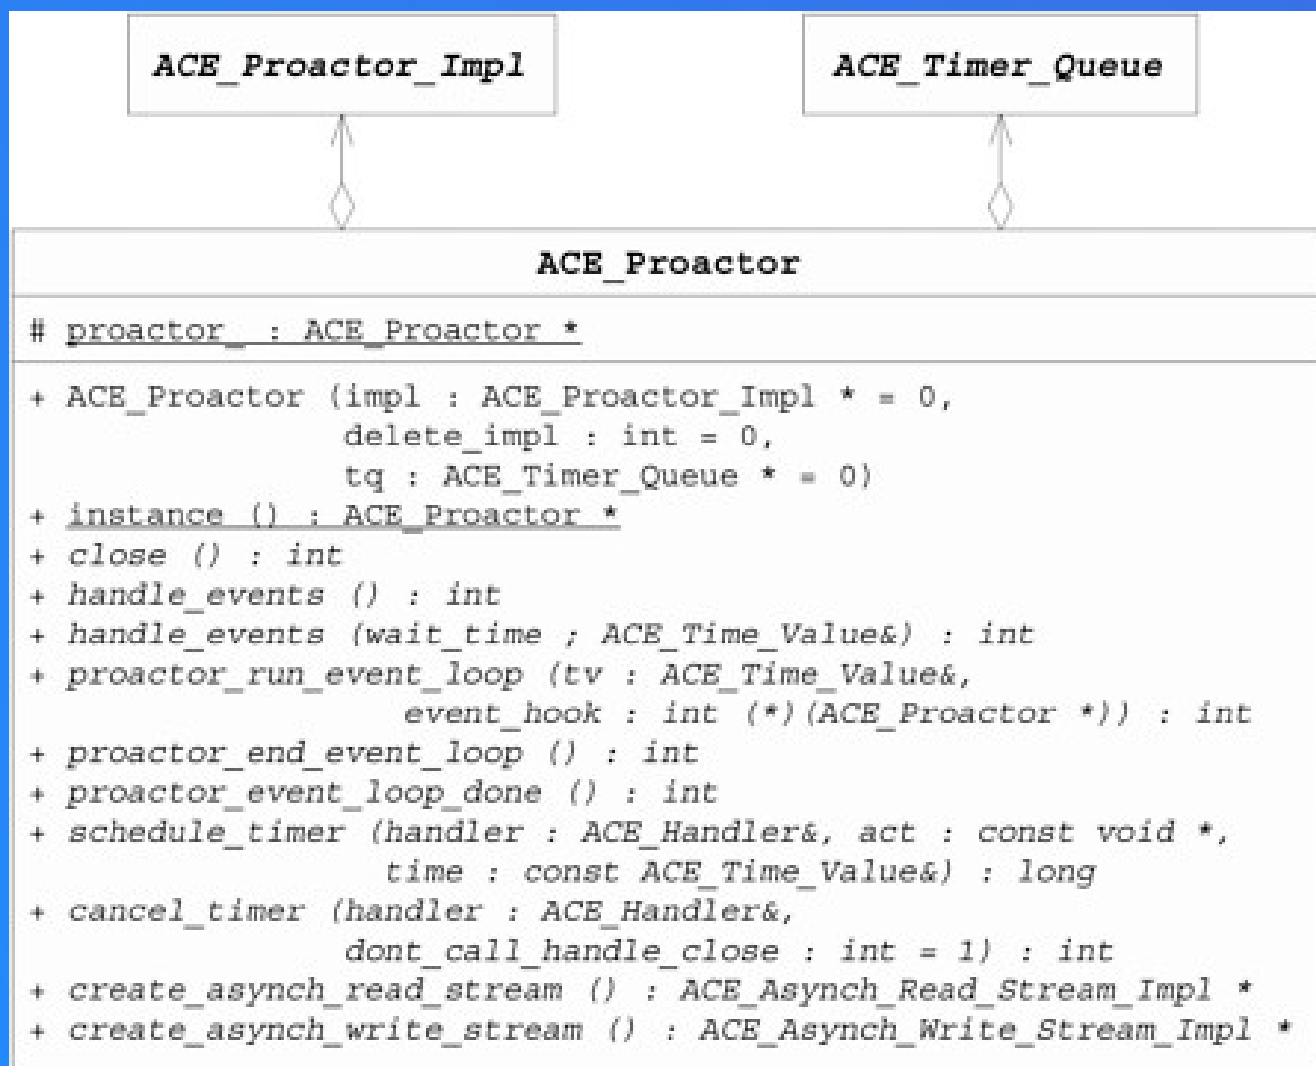 ACE_Proactor_Impl
ACE_Timer_Queue
ACE_Proactor
# proactor_ : ACE_Proactor *
+ ACE_Proactor (impl : ACE_Proactor_Impl * = 0,
delete_impl : int = 0,
tq : ACE_Timer_Queue * = 0)
+ instance () : ACE_Proactor *
+ close () : int
+ handle_events () : int
+ handle_events (wait_time ; ACE_Time_Value&) : int
+ proactor_run_event_loop (tv : ACE_Time_Value&,
event_hook : int (*)(ACE_Proactor *)) : int
+ proactor_end_event_loop () : int
+ proactor_event_loop_done () : int
+ schedule_timer (handler : ACE_Handler&, act : const void *,
time : const ACE_Time_Value&) : long
+ cancel_timer (handler : ACE_Handler&,
dont_call_handle_close : int = 1) : int
+ create_asynch_read_stream () : ACE_Asynch_Read_Stream_Impl *
+ create_asynch_write_stream () : ACE_Asynch_Write_Stream_Impl *